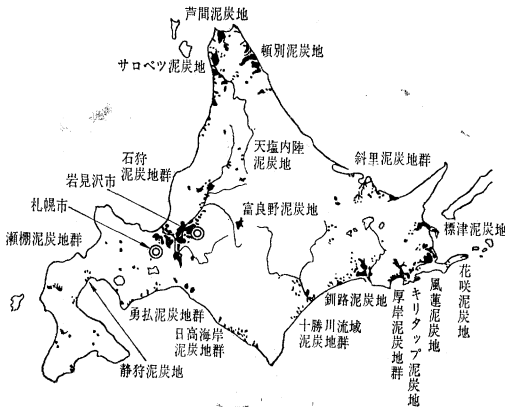 芦間泥炭地
頓別泥炭地
サロベツ泥炭地
天塩内陸
泥炭地
石狩
泥炭地群
斜里泥炭地群
岩見沢市
富良野泥炭地
札幌市
標津泥炭地
瀬棚泥炭地群
花咲泥炭地
風蓮泥炭地
キリタップ泥炭地
厚岸泥炭地群
釧路泥炭地
十勝川流域
泥炭地群
勇払泥炭地群
日高海岸
泥炭地群
静狩泥炭地